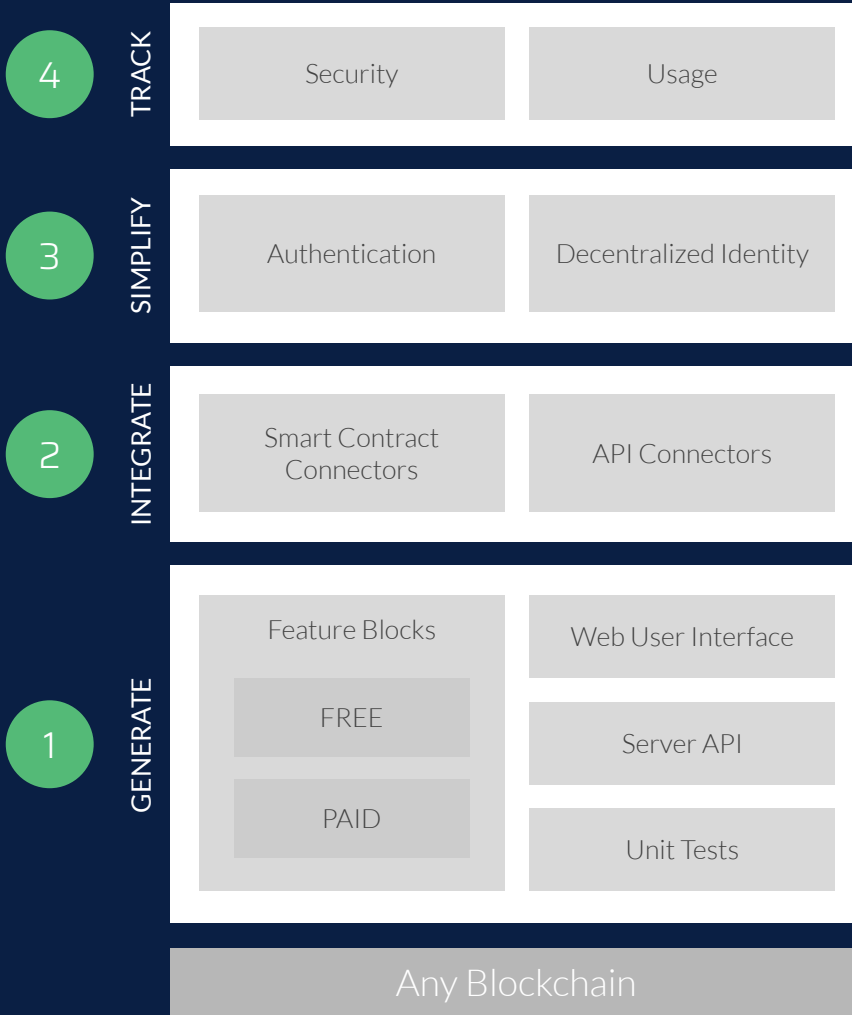 4
TRACK
Security
Usage
3
SIMPLIFY
Authentication
Decentralized Identity
2
INTEGRATE
Smart Contract
Connectors
API Connectors
1
GENERATE
Feature Blocks
FREE
PAID
Web User Interface
Server API
Unit Tests
Any Blockchain